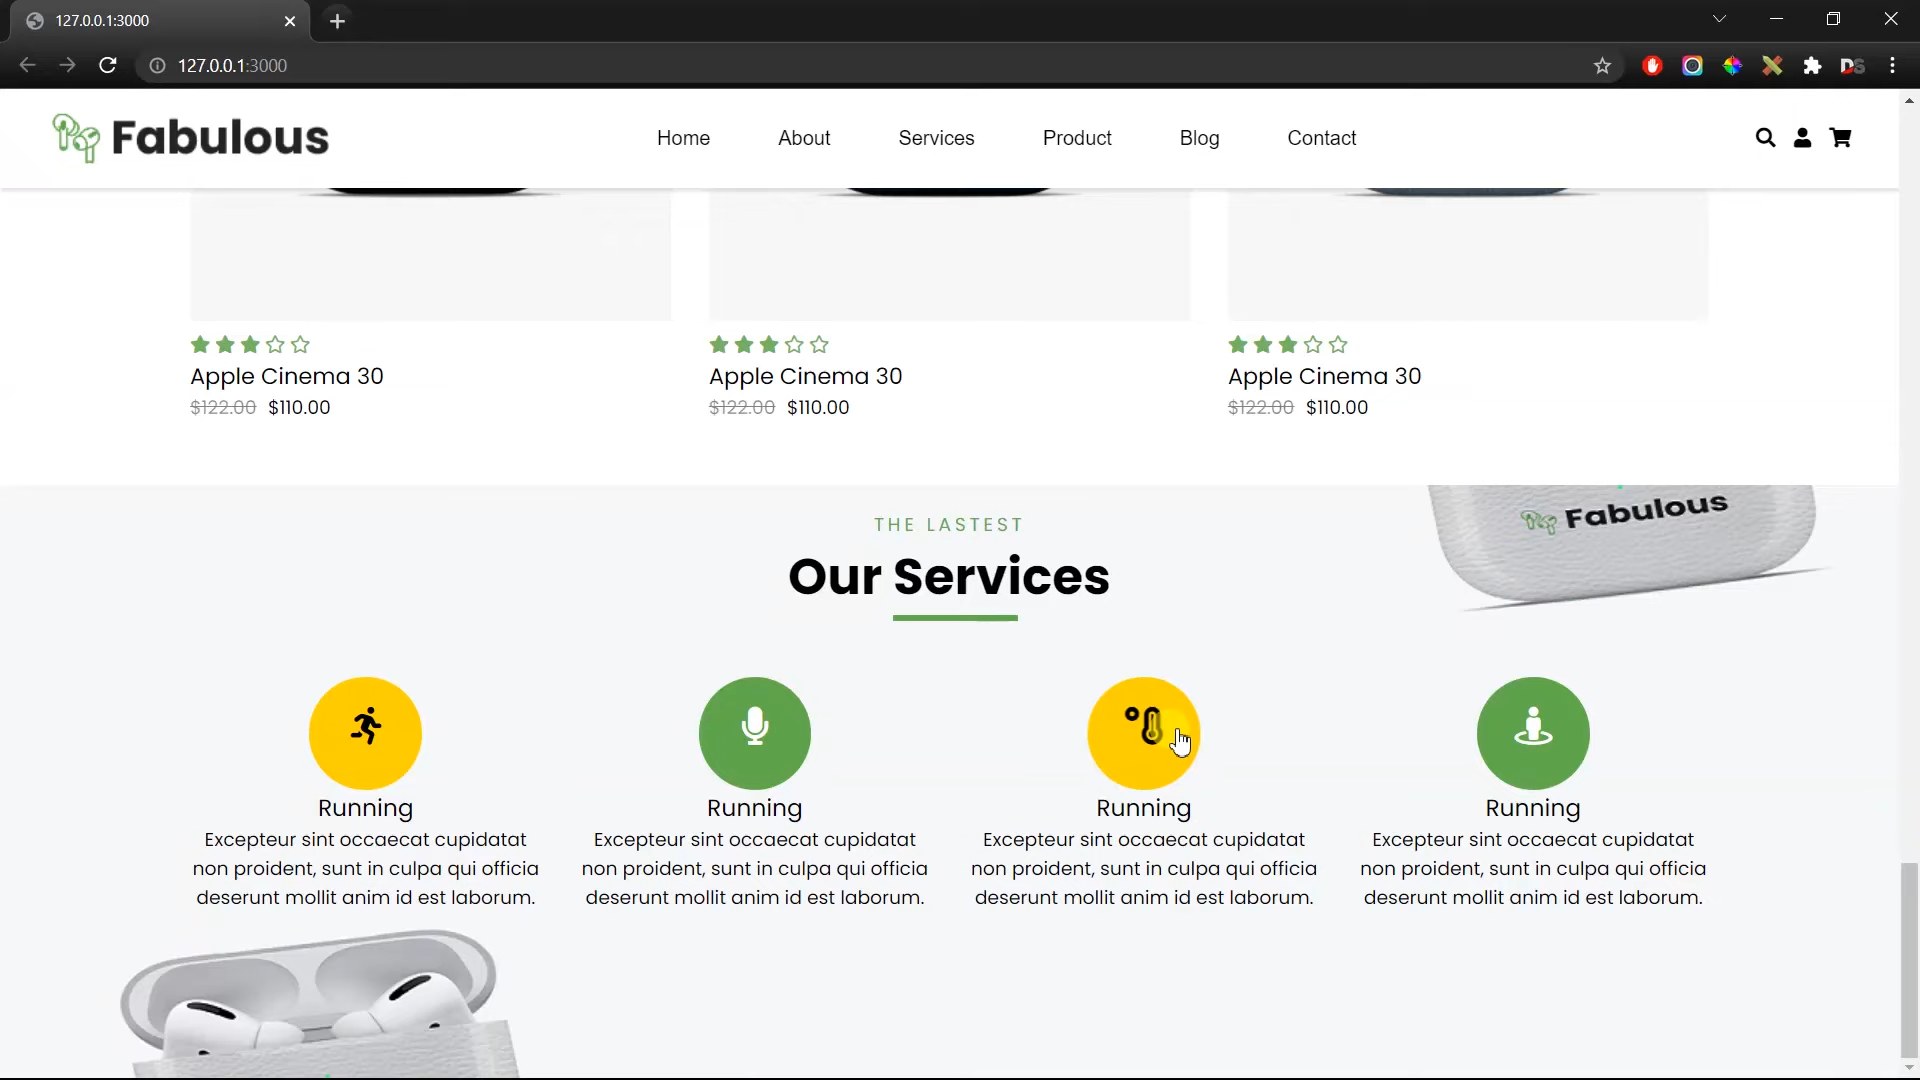 127.0.0.1:3000
127.0.0.1:3000
Fabulous
Home About Services Product Blog Contact
Apple Cinema 30 Apple Cinema 30 Apple Cinema 30
$122.00 $110.00 $122.00 $110.00 $122.00 $110.00
Fabulous
THE LASTEST
Our Services
Running Running Running Running
Excepteur sint occaecat cupidatat Excepteur sint occaecat cupidatat Excepteur sint occaecat cupidatat Excepteur sint occaecat cupidatat
non proident, sunt in culpa qui officia non proident, sunt in culpa qui officia non proident, sunt in culpa qui officia non proident, sunt in culpa qui officia
deserunt mollit anim id est laborum. deserunt mollit anim id est laborum. deserunt mollit anim id est laborum. deserunt mollit anim id est laborum.